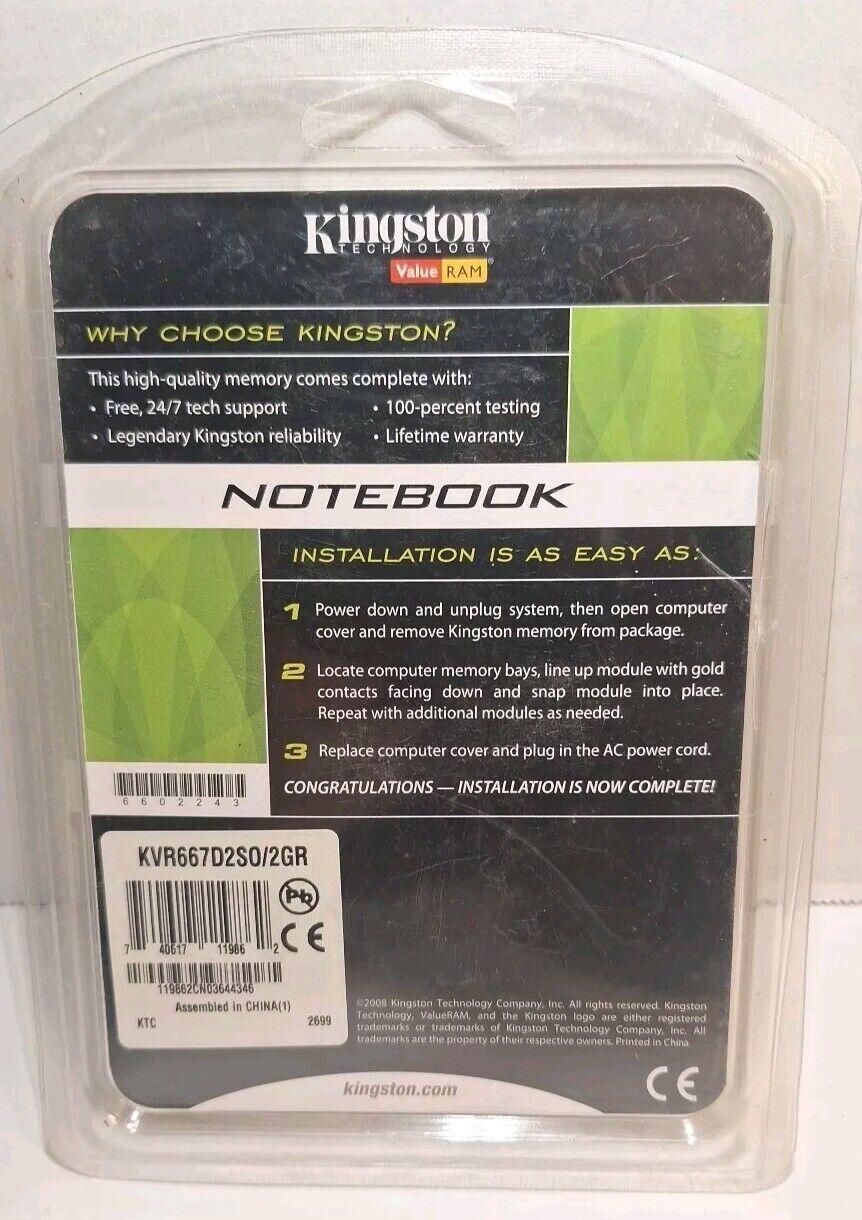 Kingston
TECHNOLOGY
Value RAM
WHY CHOOSE KINGSTON?
This high-quality memory comes complete with:
• Free, 24/7 tech support • 100-percent testing
• Legendary Kingston reliability • Lifetime warranty
NOTEBOOK
INSTALLATION IS AS EASY AS:
1 Power down and unplug system, then open computer
cover and remove Kingston memory from package.
2 Locate computer memory bays, line up module with gold
contacts facing down and snap module into place.
Repeat with additional modules as needed.
3 Replace computer cover and plug in the AC power cord.
CONGRATULATIONS — INSTALLATION IS NOW COMPLETE!
6602243
KVR667D2S0/2GR
Pb
7 40617 11986 2
CE
119862CN03644346
Assembled in CHINA(1)
KTC 2699
©2008 Kingston Technology Company, Inc. All rights reserved. Kingston
Technology, ValueRAM, and the Kingston logo are either registered
trademarks or trademarks of Kingston Technology Company, Inc. All
trademarks are the property of their respective owners. Printed in China
kingston.com
CE